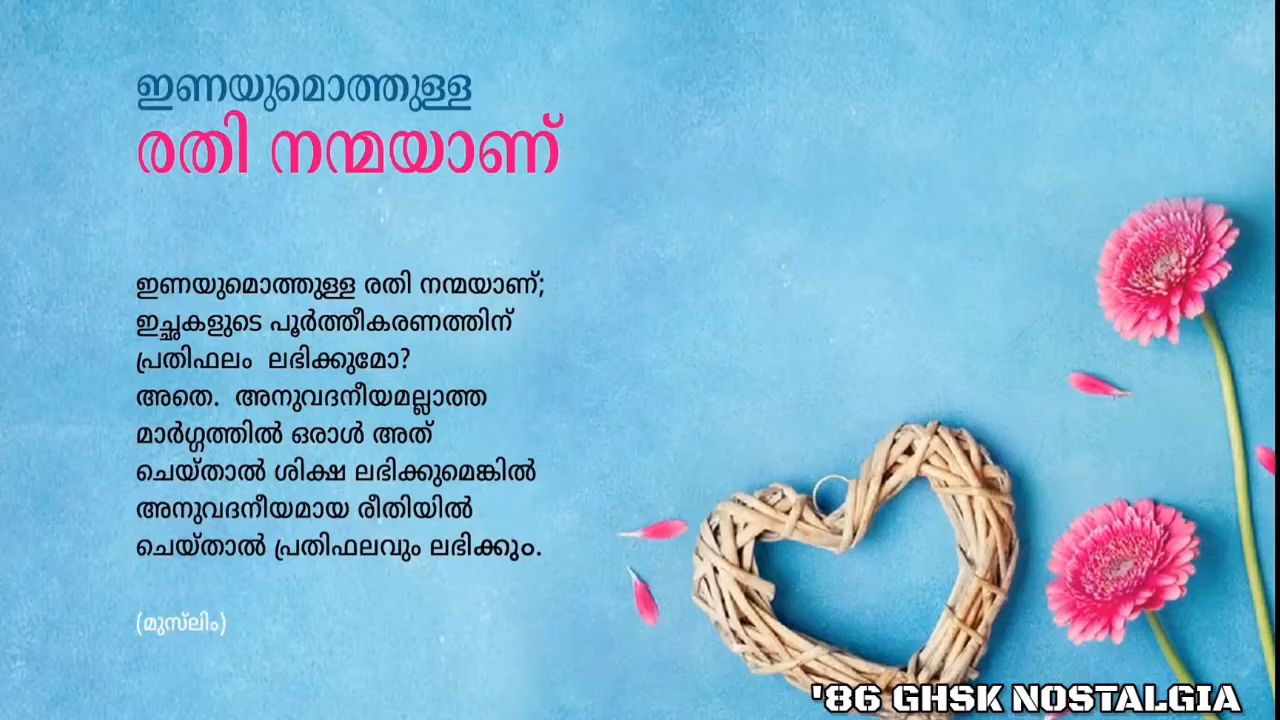 ഇണയുമൊത്തുള്ള
രതി നന്മയാണ്
ഇണയുമൊത്തുള്ള രതി നന്മയാണ്;
ഇച്ഛകളുടെ പൂർത്തീകരണത്തിന്
പ്രതിഫലം ലഭിക്കുമോ?
അതെ. അനുവദനീയമല്ലാത്ത
മാർഗ്ഗത്തിൽ ഒരാൾ അത്
ചെയ്താൽ ശിക്ഷ ലഭിക്കുമെങ്കിൽ
അനുവദനീയമായ രീതിയിൽ
ചെയ്താൽ പ്രതിഫലവും ലഭിക്കും.
(മുസ്‌ലിം)
'86 GHSK NOSTALGIA